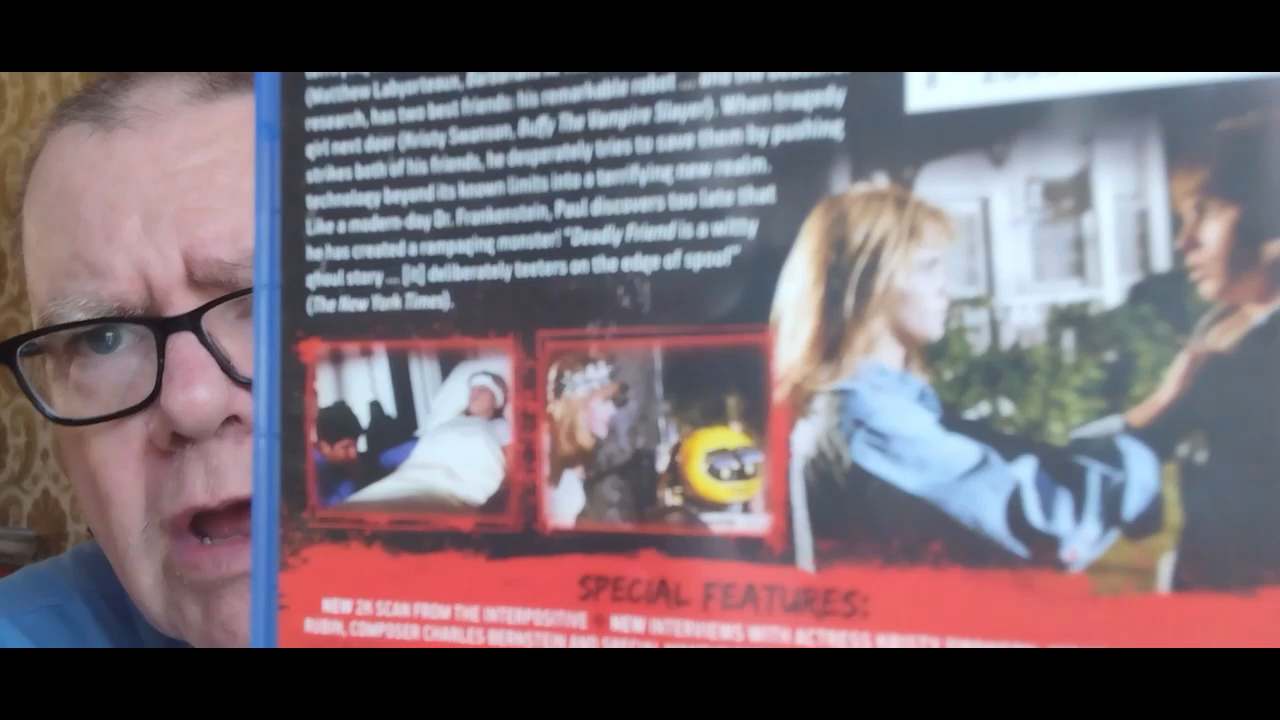 (Matthew Labyorteaux,
research, has two best friends: his remarkable robot ... and the
girl next door (Kristy Swanson, Buffy The Vampire Slayer). When tragedy
strikes both of his friends, he desperately tries to save them by pushing
technology beyond its known limits into a terrifying new realm.
Like a modern-day Dr. Frankenstein, Paul discovers too late that
he has created a rampaging monster! "Deadly Friend is a witty
ghoul story ... [it] deliberately teeters on the edge of spoof"
(The New York Times).
SPECIAL FEATURES:
NEW 2K SCAN FROM THE INTERPOSITIVE • NEW INTERVIEWS WITH ACTRESS KRISTY
RUBIN, COMPOSER CHARLES BERNSTEIN AND SPECIAL